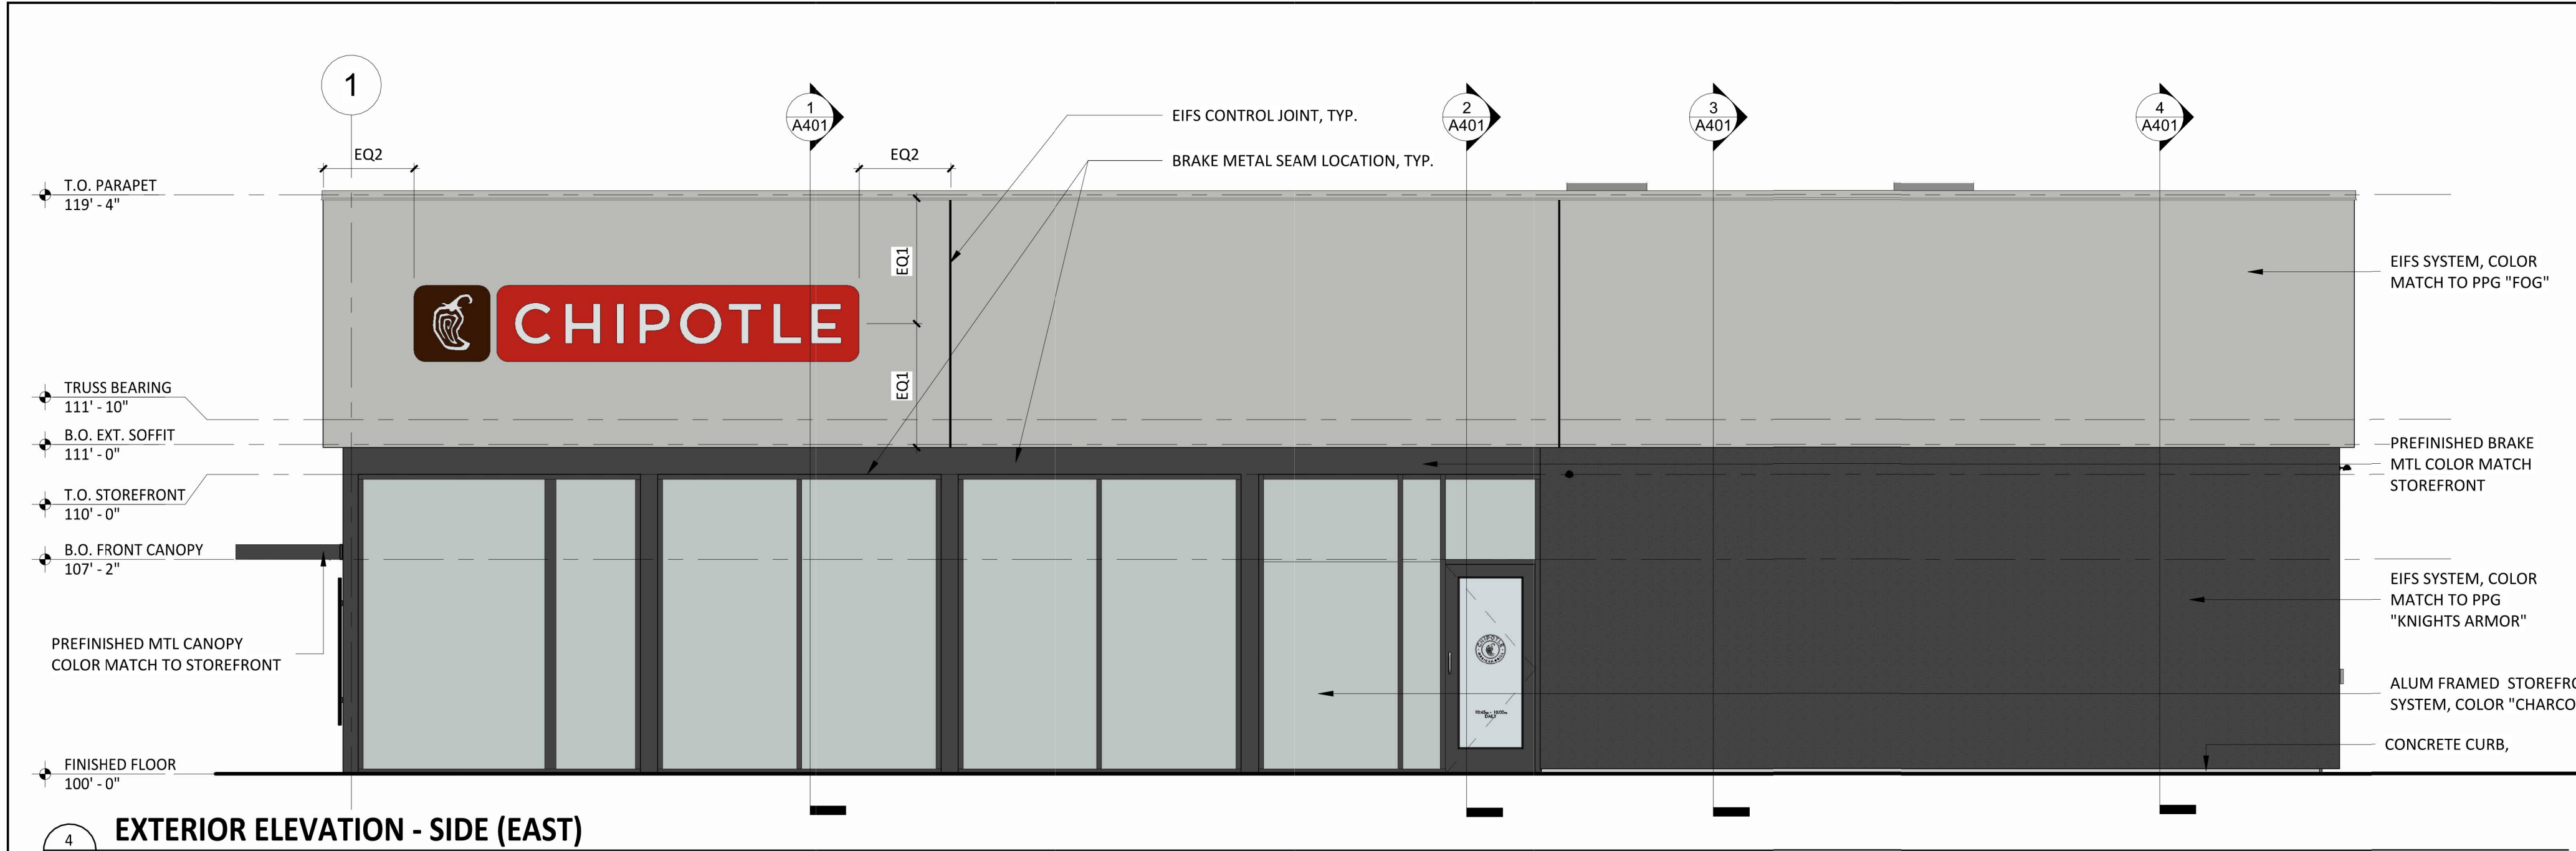 1
1
A401
2
A401
3
A401
4
A401
EIFS CONTROL JOINT, TYP.
BRAKE METAL SEAM LOCATION, TYP.
EQ2
EQ2
T.O. PARAPET
119' - 4"
EQ1
EIFS SYSTEM, COLOR
MATCH TO PPG "FOG"
CHIPOTLE
EQ1
TRUSS BEARING
111' - 10"
B.O. EXT. SOFFIT
111' - 0"
PREFINISHED BRAKE
MTL COLOR MATCH
STOREFRONT
T.O. STOREFRONT
110' - 0"
B.O. FRONT CANOPY
107' - 2"
EIFS SYSTEM, COLOR
MATCH TO PPG
"KNIGHTS ARMOR"
PREFINISHED MTL CANOPY
COLOR MATCH TO STOREFRONT
CHIPOTLE
MEXICAN GRILL
ALUM FRAMED STOREFRO
SYSTEM, COLOR "CHARCO
DAILY
CONCRETE CURB,
FINISHED FLOOR
100' - 0"
4
EXTERIOR ELEVATION - SIDE (EAST)